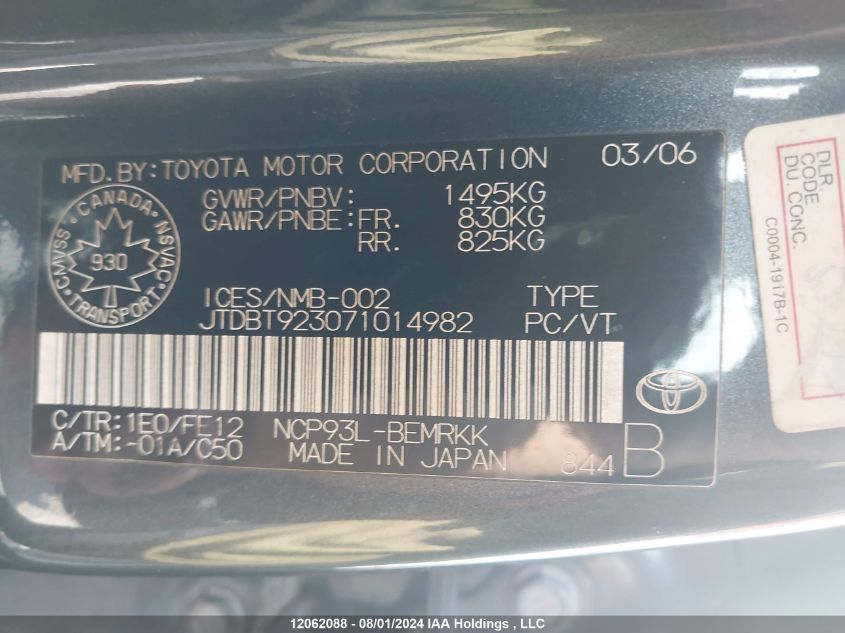 MFD.BY:TOYOTA MOTOR CORPORATION 03/06
GVWR/PNBV: 1495KG
GAWR/PNBE:FR. 830KG
RR. 825KG
CANADA
CMVSS NSVAC
930
TRANSPORT
ICES/NMB-002 TYPE
JTDBT923071014982 PC/VT
C/TR:1E0/FE12 NCP93L-BEMRKK
A/TM:-01A/C50 MADE IN JAPAN 844 B
DLR.
CODE
DU. CONC.
C0004-1917B-1C
12062088 - 08/01/2024 IAA Holdings , LLC